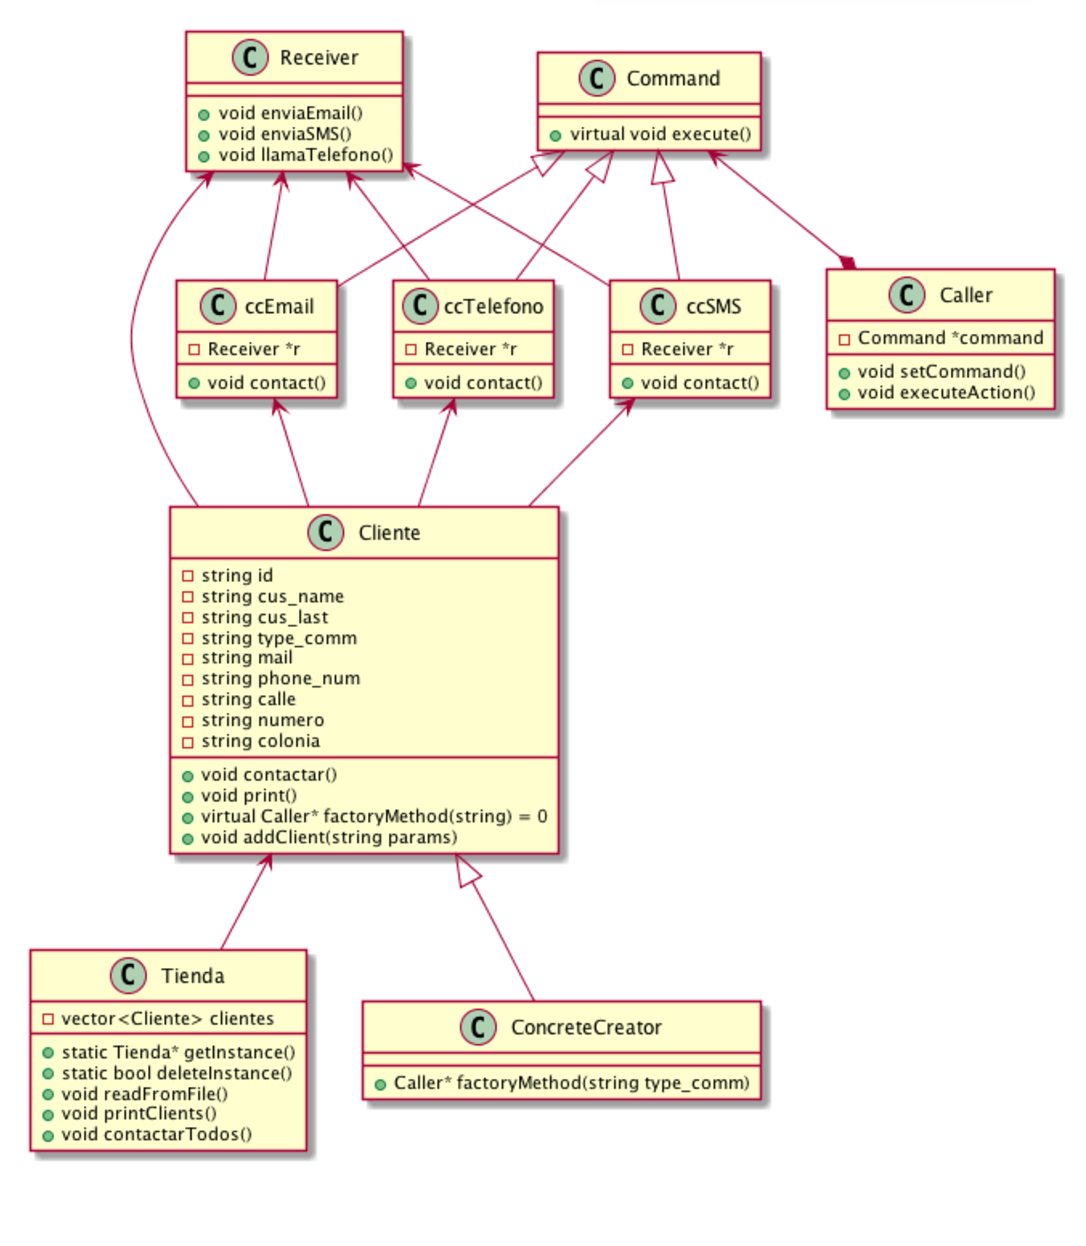 C Receiver
void enviaEmail()
void enviaSMS()
void llamaTelefono()
C Command
virtual void execute()
C ccEmail
Receiver *r
void contact()
C ccTelefono
Receiver *r
void contact()
C ccSMS
Receiver *r
void contact()
C Caller
Command *command
void setCommand()
void executeAction()
C Cliente
string id
string cus_name
string cus_last
string type_comm
string mail
string phone_num
string calle
string numero
string colonia
void contactar()
void print()
virtual Caller* factoryMethod(string) = 0
void addClient(string params)
C Tienda
vector<Cliente> clientes
static Tienda* getInstance()
static bool deleteInstance()
void readFromFile()
void printClients()
void contactarTodos()
C ConcreteCreator
Caller* factoryMethod(string type_comm)